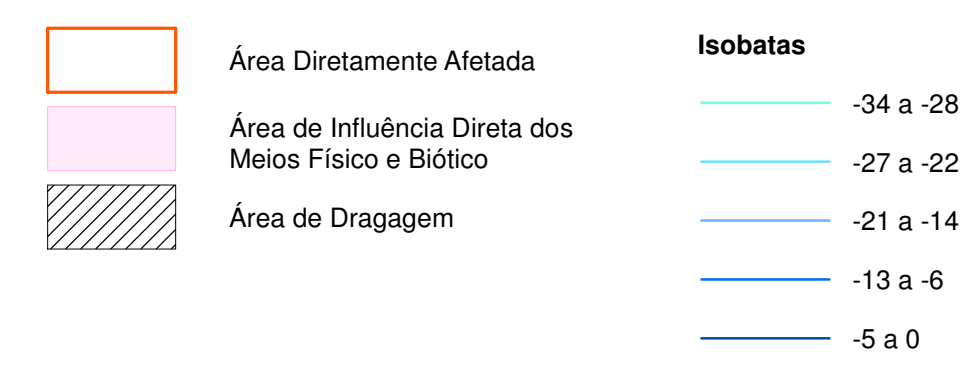 Área Diretamente Afetada
Área de Influência Direta dos
Meios Físico e Biótico
Área de Dragagem
Isobatas
-34 a -28
-27 a -22
-21 a -14
-13 a -6
-5 a 0